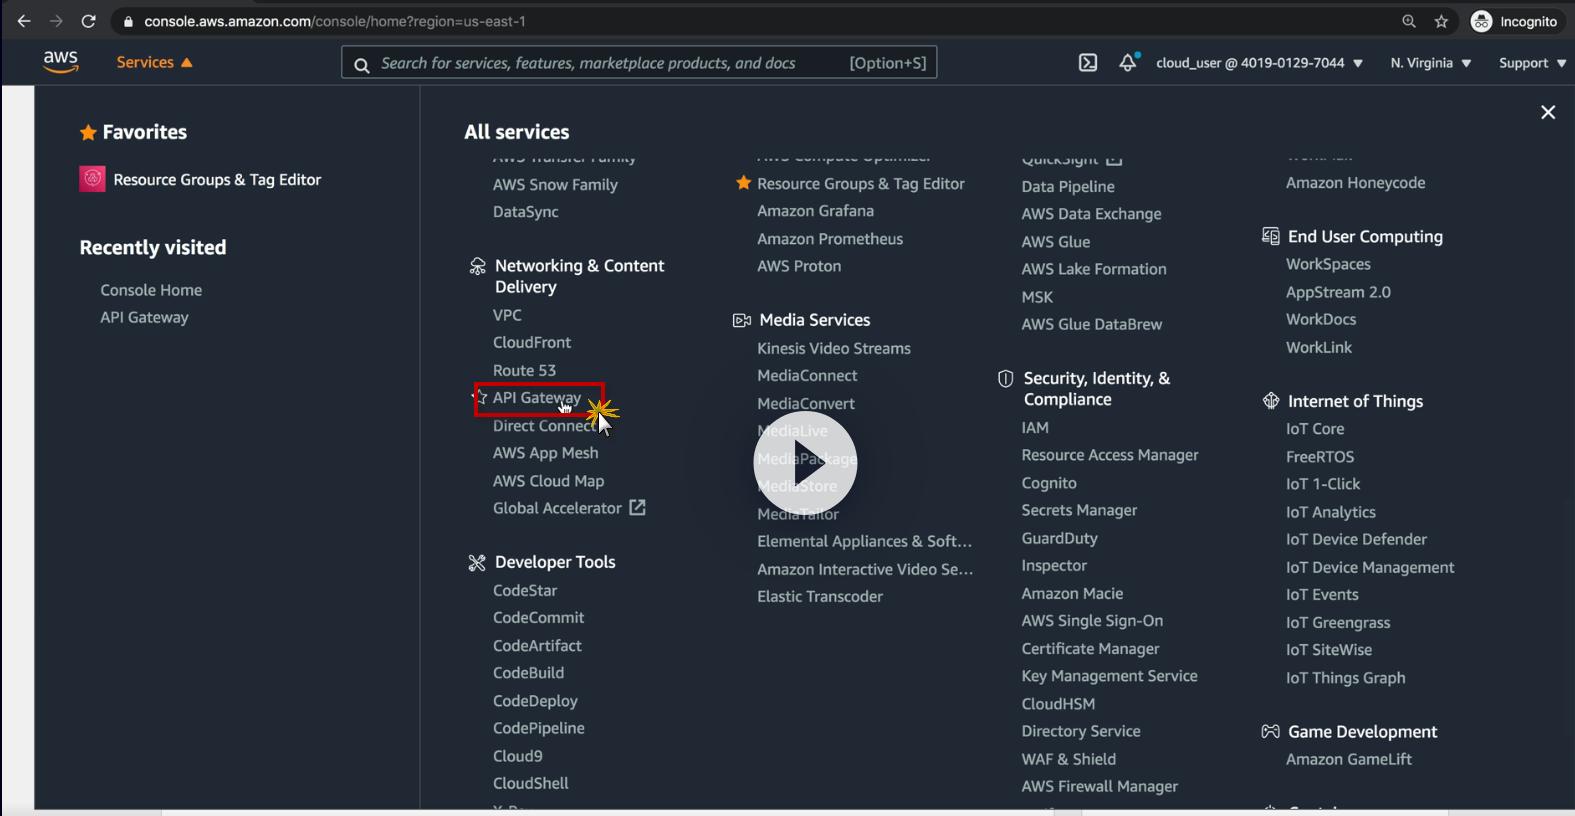 console.aws.amazon.com/console/home?region=us-east-1
Incognito
aws
Services
Search for services, features, marketplace products, and docs
[Option+S]
cloud_user @ 4019-0129-7044
N. Virginia
Support
Favorites
Resource Groups & Tag Editor
Recently visited
Console Home
API Gateway
All services
AWS Transfer Family
AWS Snow Family
DataSync
Networking & Content
Delivery
VPC
CloudFront
Route 53
API Gateway
Direct Connect
AWS App Mesh
AWS Cloud Map
Global Accelerator
Developer Tools
CodeStar
CodeCommit
CodeArtifact
CodeBuild
CodeDeploy
CodePipeline
Cloud9
CloudShell
AWS Compute Optimizer
Resource Groups & Tag Editor
Amazon Grafana
Amazon Prometheus
AWS Proton
Media Services
Kinesis Video Streams
MediaConnect
MediaConvert
MediaLive
MediaPackage
MediaStore
MediaTailor
Elemental Appliances & Soft...
Amazon Interactive Video Se...
Elastic Transcoder
QuickSight
Data Pipeline
AWS Data Exchange
AWS Glue
AWS Lake Formation
MSK
AWS Glue DataBrew
Security, Identity, &
Compliance
IAM
Resource Access Manager
Cognito
Secrets Manager
GuardDuty
Inspector
Amazon Macie
AWS Single Sign-On
Certificate Manager
Key Management Service
CloudHSM
Directory Service
WAF & Shield
AWS Firewall Manager
Amazon Honeycode
End User Computing
WorkSpaces
AppStream 2.0
WorkDocs
WorkLink
Internet of Things
IoT Core
FreeRTOS
IoT 1-Click
IoT Analytics
IoT Device Defender
IoT Device Management
IoT Events
IoT Greengrass
IoT SiteWise
IoT Things Graph
Game Development
Amazon GameLift